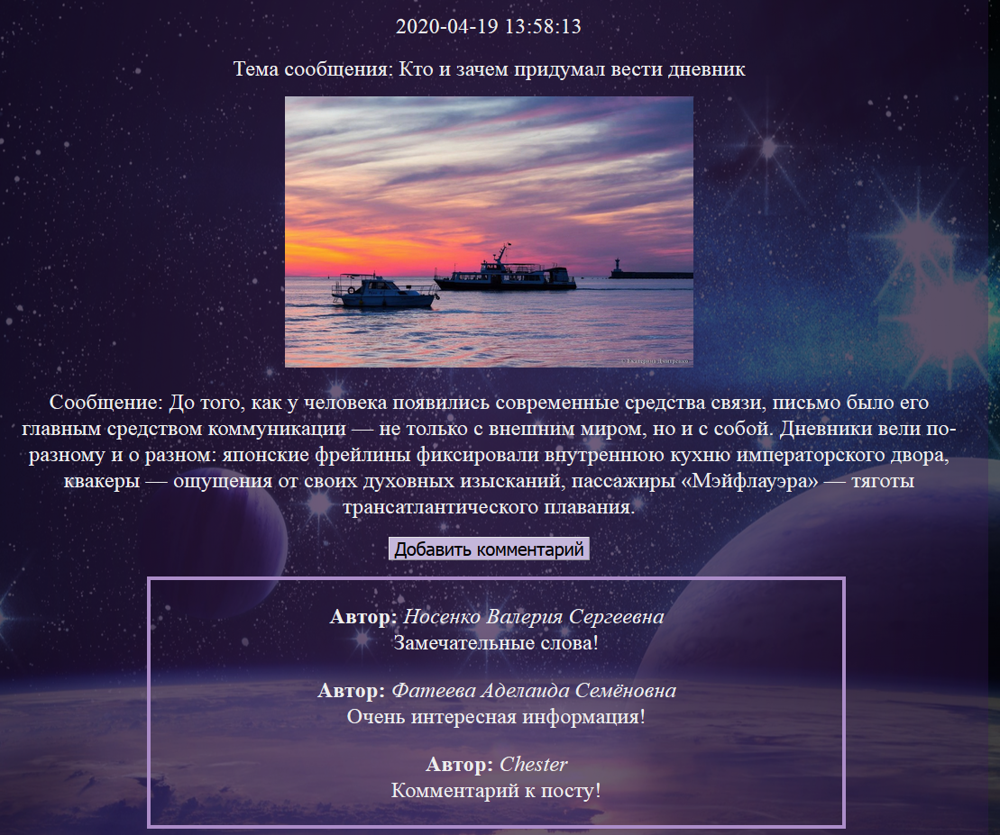 2020-04-19 13:58:13
Тема сообщения: Кто и зачем придумал вести дневник
© Екатерина Дмитренко
Сообщение: До того, как у человека появились современные средства связи, письмо было его
главным средством коммуникации — не только с внешним миром, но и с собой. Дневники вели по-
разному и о разном: японские фрейлины фиксировали внутреннюю кухню императорского двора,
квакеры — ощущения от своих духовных изысканий, пассажиры «Мэйфлауэра» — тяготы
трансатлантического плавания.
Добавить комментарий
Автор: Носенко Валерия Сергеевна
Замечательные слова!
Автор: Фатеева Аделаида Семёновна
Очень интересная информация!
Автор: Chester
Комментарий к посту!